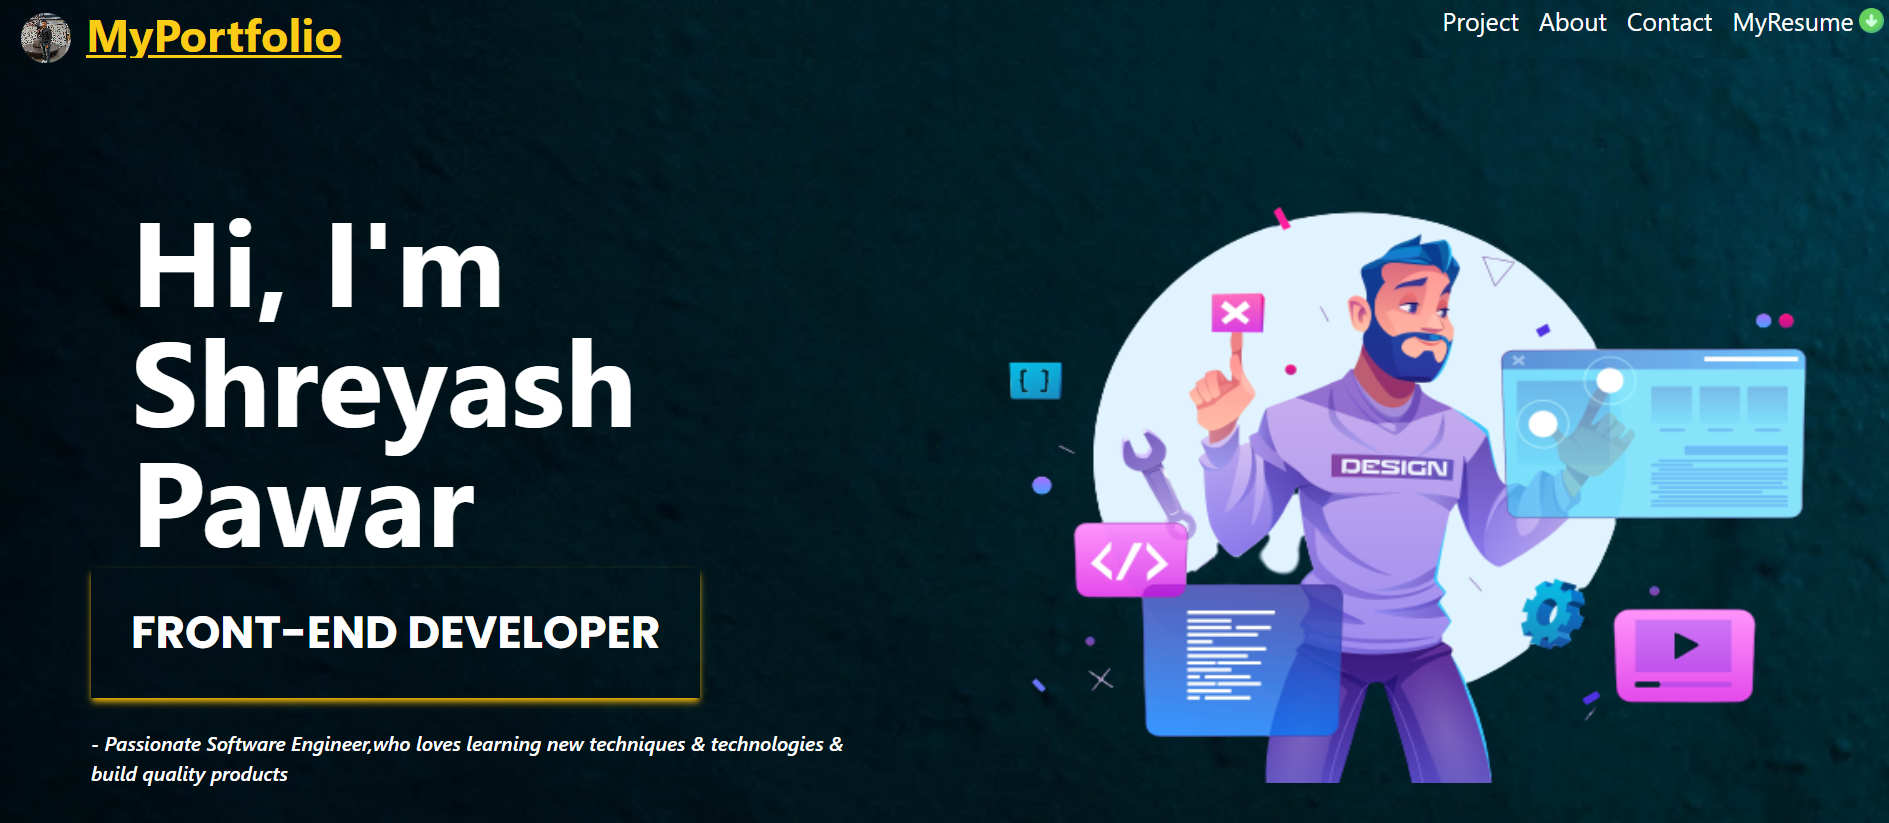 MyPortfolio
Project About Contact MyResume
Hi, I'm
Shreyash
Pawar
FRONT-END DEVELOPER
- Passionate Software Engineer,who loves learning new techniques & technologies &
build quality products
DESIGN
{ }
</>